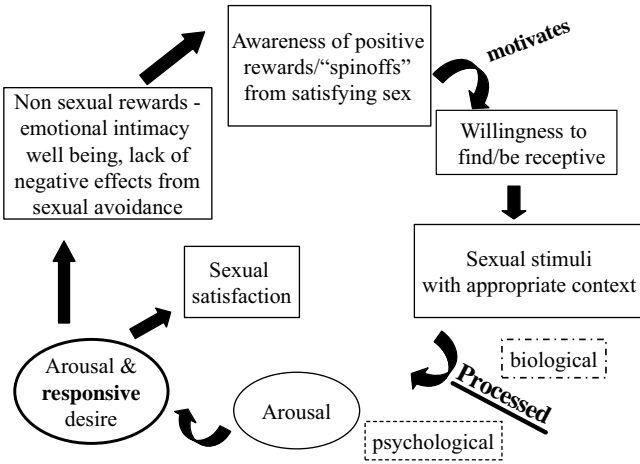 Awareness of positive
rewards/“spinoffs”
from satisfying sex
motivates
Willingness to
find/be receptive
Sexual stimuli
with appropriate context
biological
Processed
psychological
Arousal
Arousal &
responsive
desire
Sexual
satisfaction
Non sexual rewards -
emotional intimacy
well being, lack of
negative effects from
sexual avoidance